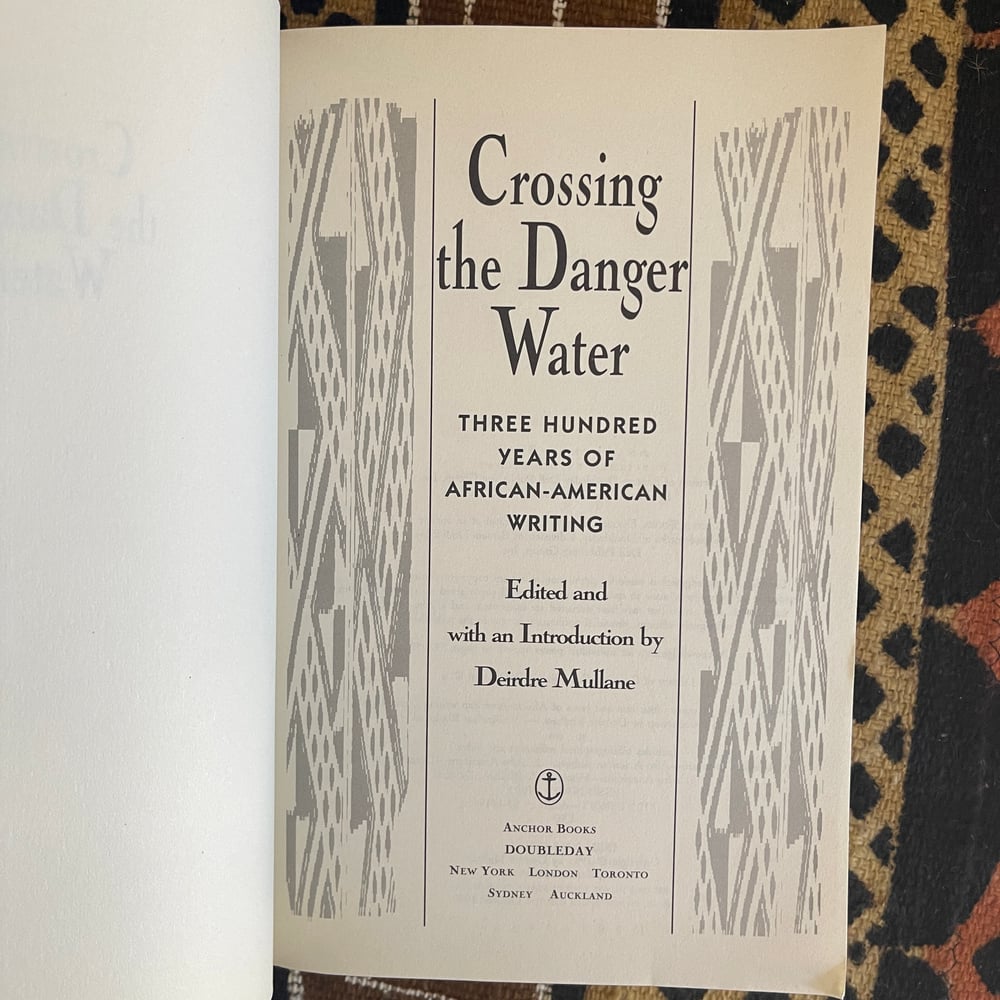 Crossing
the Danger
Water
THREE HUNDRED
YEARS OF
AFRICAN-AMERICAN
WRITING
Edited and
with an Introduction by
Deirdre Mullane
ANCHOR BOOKS
DOUBLEDAY
NEW YORK LONDON TORONTO
SYDNEY AUCKLAND